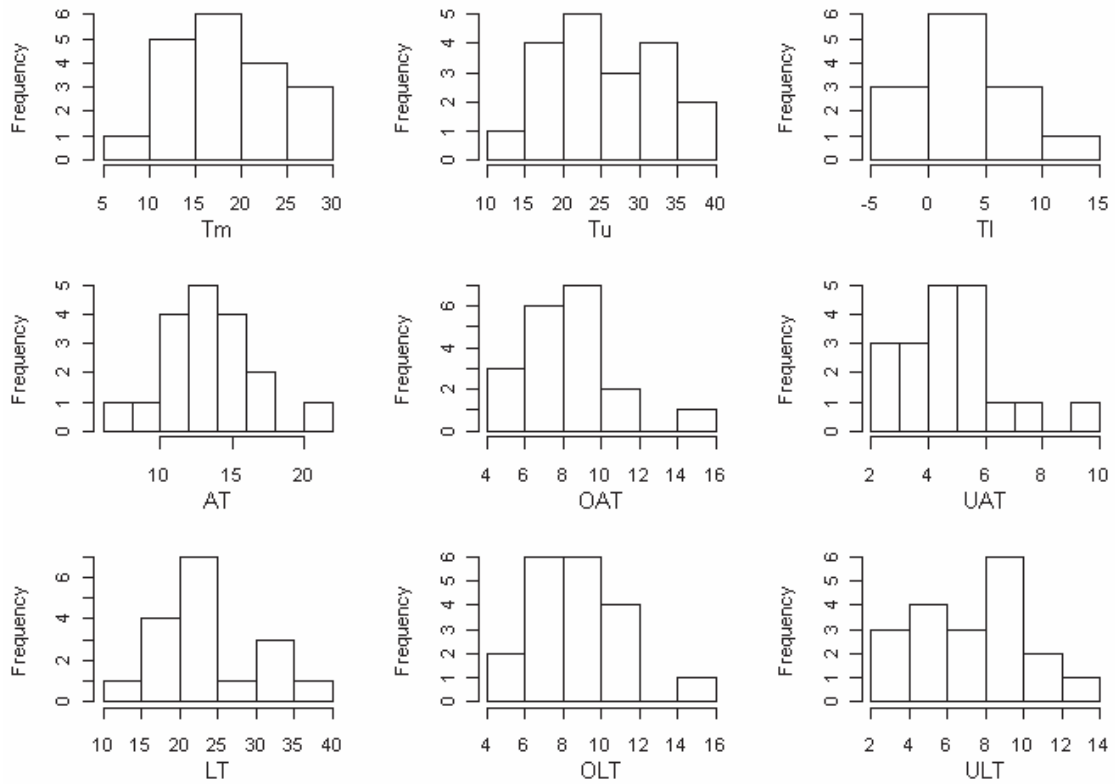 Frequency
0 1 2 3 4 5 6
5 10 15 20 25 30
Tm
Frequency
0 1 2 3 4 5
10 15 20 25 30 35 40
Tu
Frequency
0 1 2 3 4 5 6
-5 0 5 10 15
Tl
Frequency
0 1 2 3 4 5
10 15 20
AT
Frequency
0 2 4 6
4 6 8 10 12 14 16
OAT
Frequency
0 1 2 3 4 5
2 4 6 8 10
UAT
Frequency
0 2 4 6
10 15 20 25 30 35 40
LT
Frequency
0 1 2 3 4 5 6
4 6 8 10 12 14 16
OLT
Frequency
0 1 2 3 4 5 6
2 4 6 8 10 12 14
ULT